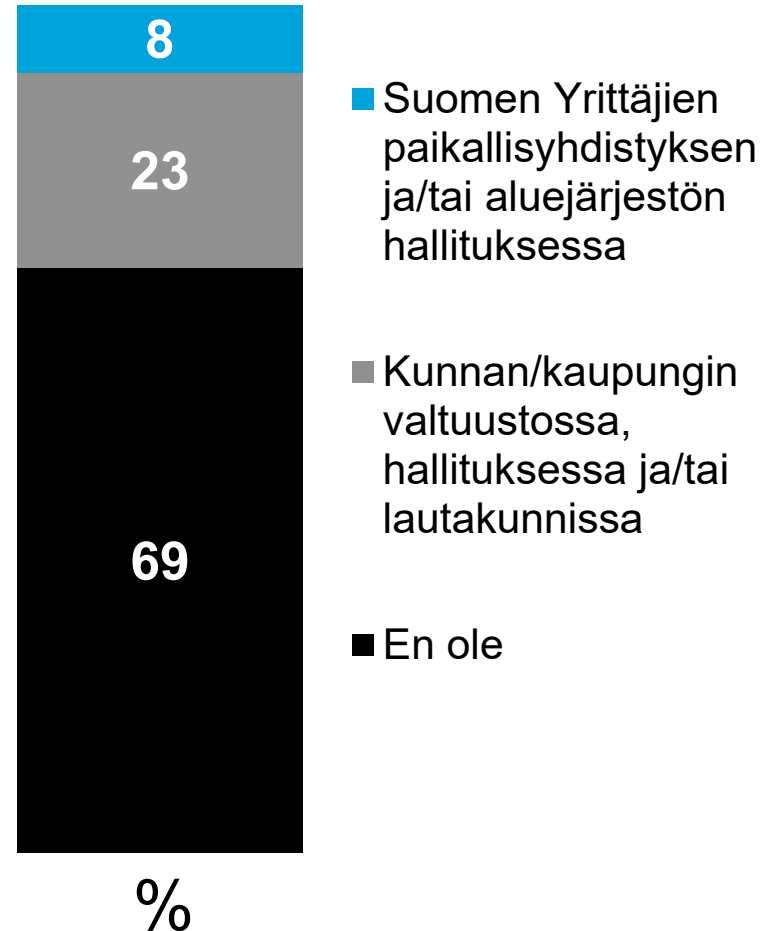 8
23
69
%
Suomen Yrittäjien
paikallisyhdistyksen
ja/tai aluejärjestön
hallituksessa
Kunnan/kaupungin
valtuustossa,
hallituksessa ja/tai
lautakunnissa
En ole